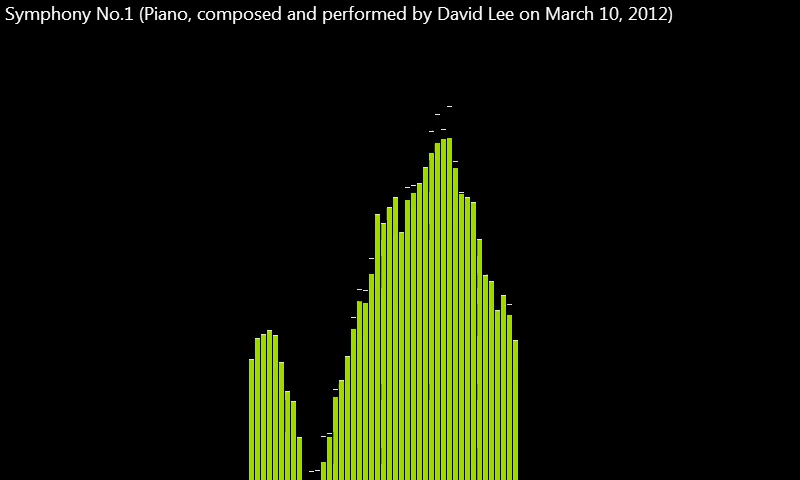 Symphony No.1 (Piano, composed and performed by David Lee on March 10, 2012)